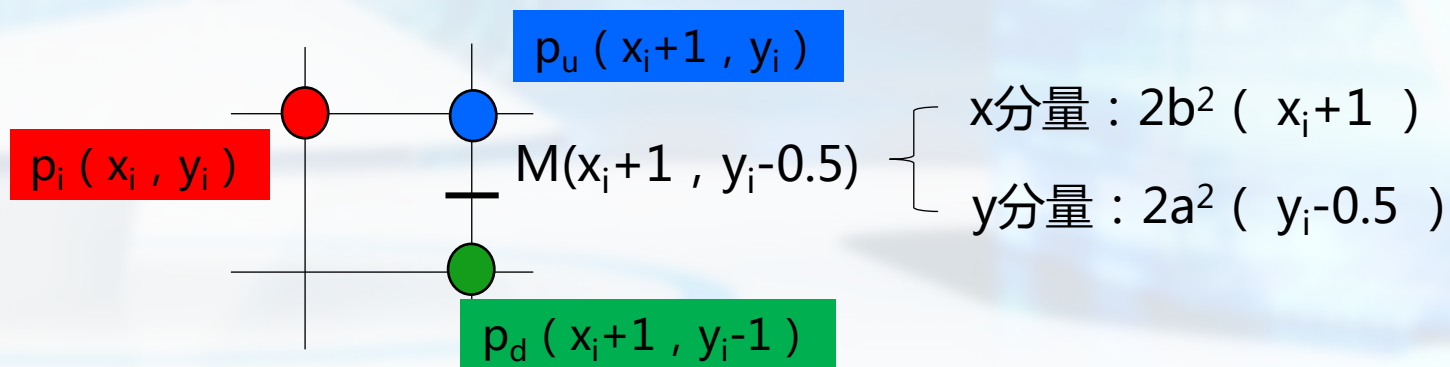 pᵤ ( xᵢ+1 , yᵢ )
pᵢ ( xᵢ , yᵢ )
M(xᵢ+1 , yᵢ-0.5)
x分量：2b² ( xᵢ+1 )
y分量：2a² ( yᵢ-0.5 )
p_d ( xᵢ+1 , yᵢ-1 )